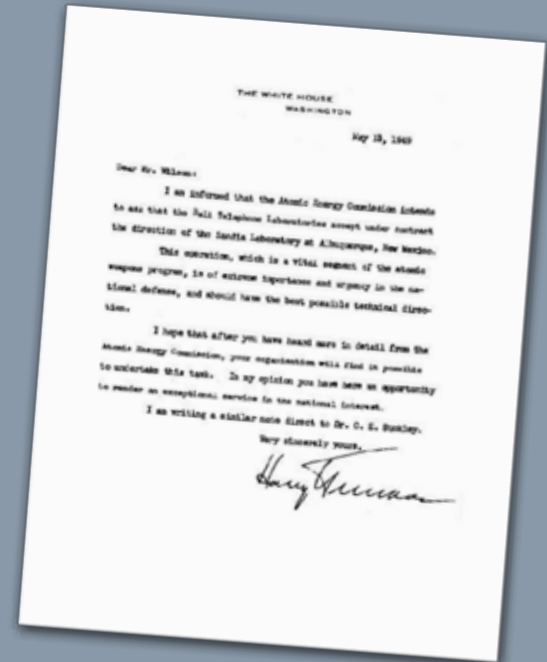 THE WHITE HOUSE
WASHINGTON
May 13, 1949
Dear Mr. Wilson:
I am informed that the Atomic Energy Commission intends
to ask that the Bell Telephone Laboratories accept under contract
the direction of the Sandia Laboratory at Albuquerque, New Mexico.
This operation, which is a vital segment of the atomic
weapons program, is of extreme importance and urgency in the na-
tional defense, and should have the best possible technical direc-
tion.
I hope that after you have heard more in detail from the
Atomic Energy Commission, your organization will find it possible
to undertake this task. In my opinion you have here an opportunity
to render an exceptional service in the national interest.
I am writing a similar note direct to Dr. O. E. Buckley.
Very sincerely yours,
Harry Truman